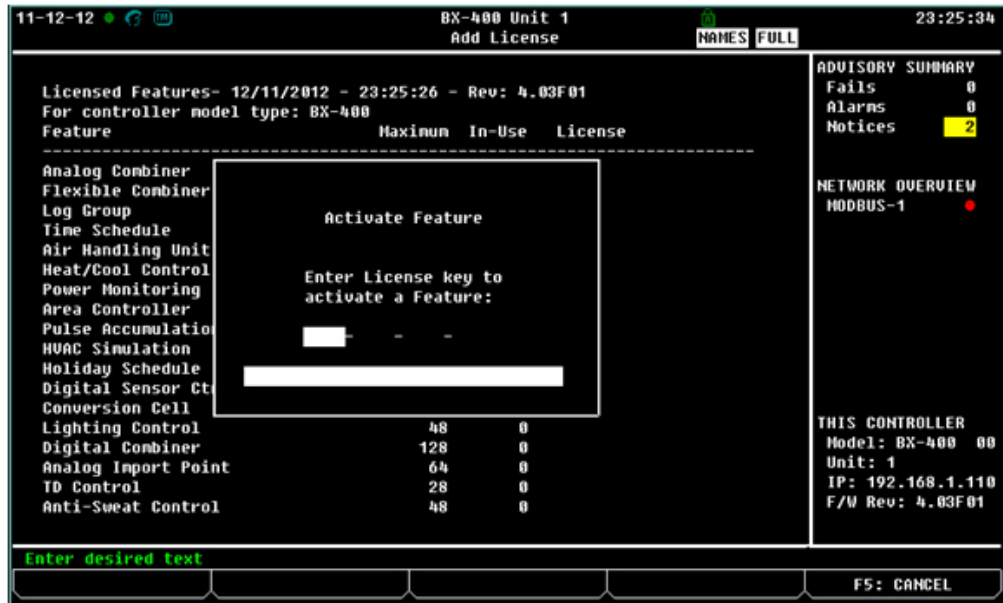 11-12-12 BX-400 Unit 1 23:25:34
Add License NAMES FULL
Licensed Features- 12/11/2012 - 23:25:26 - Rev: 4.03F01
For controller model type: BX-400
Feature Maximum In-Use License
Analog Combiner
Flexible Combiner
Log Group
Time Schedule
Air Handling Unit
Heat/Cool Control
Power Monitoring
Area Controller
Pulse Accumulatio
HVAC Simulation
Holiday Schedule
Digital Sensor Ct
Conversion Cell
Lighting Control 48 0
Digital Combiner 128 0
Analog Import Point 64 0
TD Control 28 0
Anti-Sweat Control 48 0
Activate Feature
Enter License key to
activate a Feature:
- - -
ADVISORY SUMMARY
Fails 0
Alarms 0
Notices 2
NETWORK OVERVIEW
MODBUS-1
THIS CONTROLLER
Model: BX-400 00
Unit: 1
IP: 192.168.1.110
F/W Rev: 4.03F01
Enter desired text
F5: CANCEL